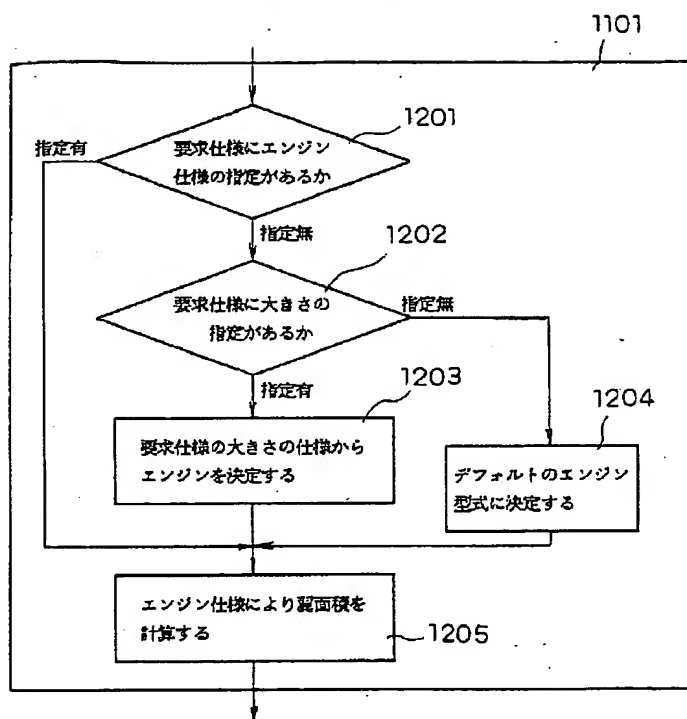 1101
1201
指定有
要求仕様にエンジン
仕様の指定があるか
指定無
1202
要求仕様に大きさの
指定があるか
指定無
指定有
1203
要求仕様の大きさの仕様から
エンジンを決定する
1204
デフォルトのエンジン
型式に決定する
エンジン仕様により翼面積を
計算する
1205